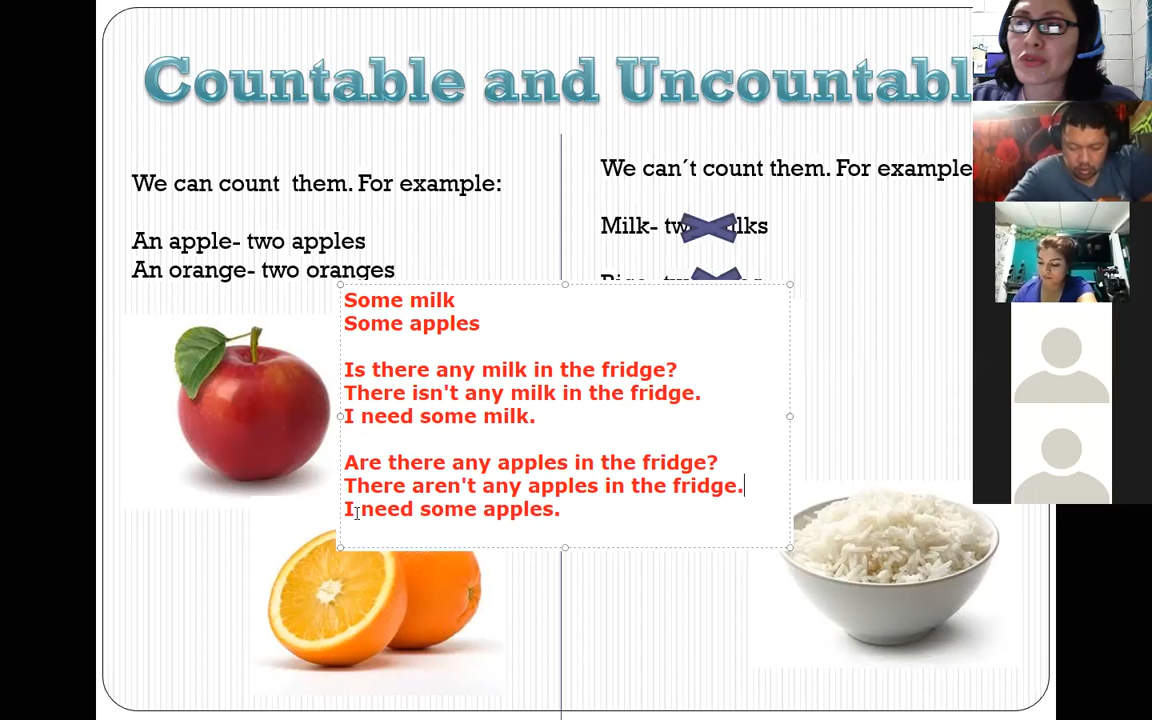 Countable and Uncountabl
We can count them. For example:
An apple- two apples
An orange- two oranges
We can´t count them. For example
Milk- lks
Some milk
Some apples
Is there any milk in the fridge?
There isn't any milk in the fridge.
I need some milk.
Are there any apples in the fridge?
There aren't any apples in the fridge.
I need some apples.